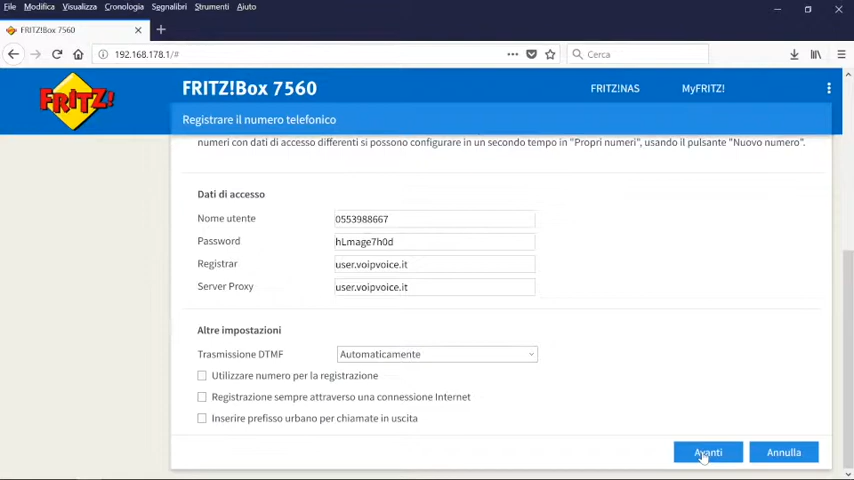 File Modifica Visualizza Cronologia Segnalibri Strumenti Aiuto
FRITZ!Box 7560
192.168.178.1/#
Cerca
FRITZ!
FRITZ!Box 7560
FRITZ!NAS
MyFRITZ!
Registrare il numero telefonico
numeri con dati di accesso differenti si possono configurare in un secondo tempo in "Propri numeri", usando il pulsante "Nuovo numero".
Dati di accesso
Nome utente 0553988667
Password hLmage7h0d
Registrar user.voipvoice.it
Server Proxy user.voipvoice.it
Altre impostazioni
Trasmissione DTMF Automaticamente
Utilizzare numero per la registrazione
Registrazione sempre attraverso una connessione Internet
Inserire prefisso urbano per chiamate in uscita
Avanti Annulla